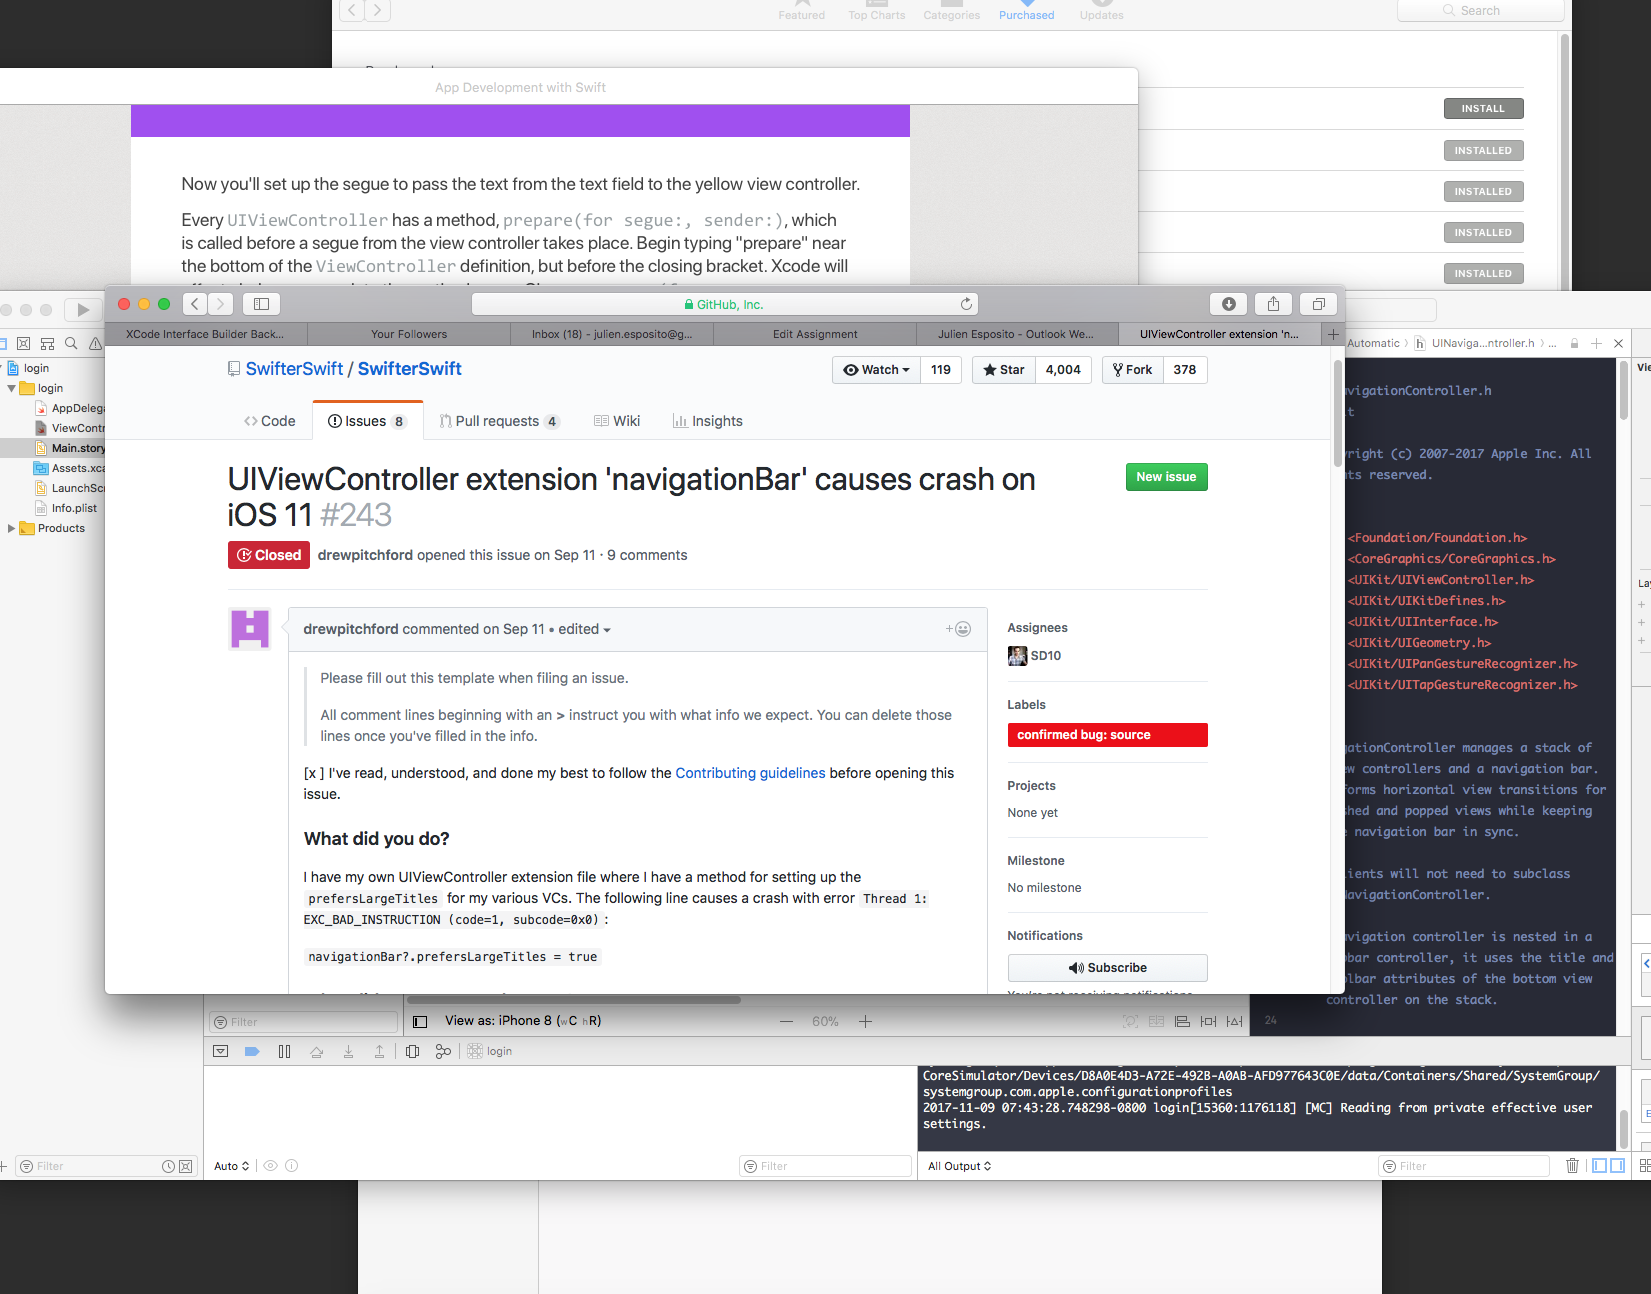 Featured
Top Charts
Categories
Purchased
Updates
Search
App Development with Swift
INSTALL
INSTALLED
INSTALLED
INSTALLED
INSTALLED
Now you'll set up the segue to pass the text from the text field to the yellow view controller.
Every UIViewController has a method, prepare(for segue:, sender:), which
is called before a segue from the view controller takes place. Begin typing "prepare" near
the bottom of the ViewController definition, but before the closing bracket. Xcode will
GitHub, Inc.
XCode Interface Builder Back...
Your Followers
Inbox (18) - julien.esposito@g...
Edit Assignment
Julien Esposito - Outlook We...
UIViewController extension 'n...
SwifterSwift / SwifterSwift
Watch 119
Star 4,004
Fork 378
Code
Issues 8
Pull requests 4
Wiki
Insights
UIViewController extension 'navigationBar' causes crash on
iOS 11 #243
New issue
Closed drewpitchford opened this issue on Sep 11 · 9 comments
drewpitchford commented on Sep 11 • edited
Please fill out this template when filing an issue.
All comment lines beginning with an > instruct you with what info we expect. You can delete those
lines once you've filled in the info.
[x ] I've read, understood, and done my best to follow the Contributing guidelines before opening this
issue.
What did you do?
I have my own UIViewController extension file where I have a method for setting up the
prefersLargeTitles for my various VCs. The following line causes a crash with error Thread 1:
EXC_BAD_INSTRUCTION (code=1, subcode=0x0) :
navigationBar?.prefersLargeTitles = true
Assignees
SD10
Labels
confirmed bug: source
Projects
None yet
Milestone
No milestone
Notifications
Subscribe
login
login
AppDelega
ViewContr
Main.story
Assets.xca
LaunchScr
Info.plist
Products
Automatic
h UINaviga...ntroller.h
...
vigationController.h
t
right (c) 2007-2017 Apple Inc. All
ts reserved.
<Foundation/Foundation.h>
<CoreGraphics/CoreGraphics.h>
<UIKit/UIViewController.h>
<UIKit/UIKitDefines.h>
<UIKit/UIInterface.h>
<UIKit/UIGeometry.h>
<UIKit/UIPanGestureRecognizer.h>
<UIKit/UITapGestureRecognizer.h>
gationController manages a stack of
w controllers and a navigation bar.
forms horizontal view transitions for
hed and popped views while keeping
navigation bar in sync.
ients will not need to subclass
NavigationController.
vigation controller is nested in a
bar controller, it uses the title and
lbar attributes of the bottom view
controller on the stack.
24
Vie
Lay
Filter
View as: iPhone 8 (wC hR)
60%
login
CoreSimulator/Devices/D8A0E4D3-A72E-492B-A0AB-AFD977643C0E/data/Containers/Shared/SystemGroup/
systemgroup.com.apple.configurationprofiles
2017-11-09 07:43:28.748298-0800 login[15360:1176118] [MC] Reading from private effective user
settings.
Filter
Auto
Filter
All Output
Filter